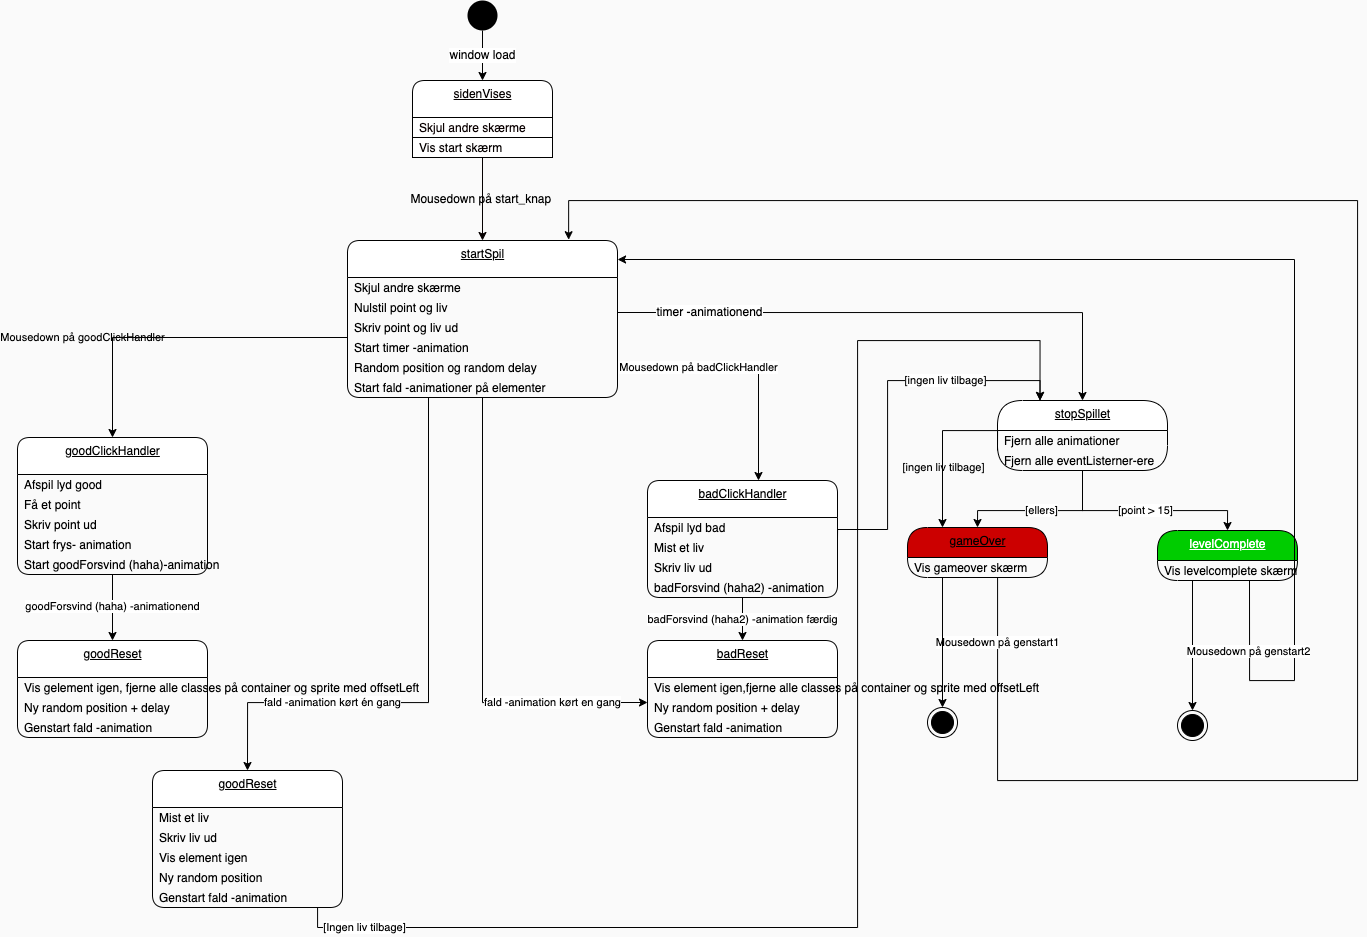 window load
sidenVises
Skjul andre skærme
Vis start skærm
Mousedown på start_knap
startSpil
Skjul andre skærme
Nulstil point og liv
Skriv point og liv ud
Start timer -animation
Random position og random delay
Start fald -animationer på elementer
timer -animationend
Mousedown på goodClickHandler
Mousedown på badClickHandler
[ingen liv tilbage]
stopSpillet
Fjern alle animationer
Fjern alle eventListerner-ere
[ingen liv tilbage]
goodClickHandler
Afspil lyd good
Få et point
Skriv point ud
Start frys- animation
Start goodForsvind (haha)-animation
badClickHandler
Afspil lyd bad
Mist et liv
Skriv liv ud
badForsvind (haha2) -animation
[ellers]
[point > 15]
gameOver
Vis gameover skærm
levelComplete
Vis levelcomplete skærm
goodForsvind (haha) -animationend
badForsvind (haha2) -animation færdig
Mousedown på genstart1
Mousedown på genstart2
goodReset
Vis gelement igen, fjerne alle classes på container og sprite med offsetLeft
Ny random position + delay
Genstart fald -animation
badReset
Vis element igen,fjerne alle classes på container og sprite med offsetLeft
Ny random position + delay
Genstart fald -animation
fald -animation kørt én gang
fald -animation kørt en gang
goodReset
Mist et liv
Skriv liv ud
Vis element igen
Ny random position
Genstart fald -animation
[Ingen liv tilbage]